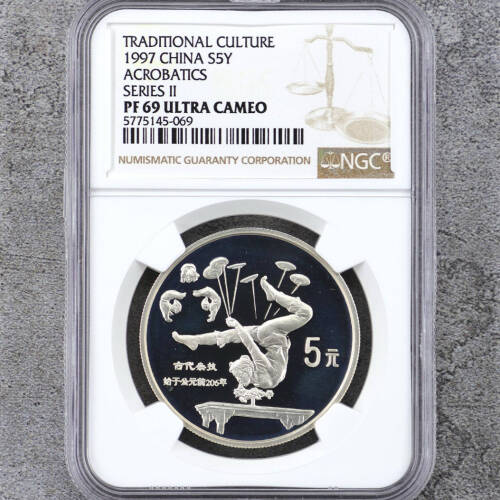 TRADITIONAL CULTURE
1997 CHINA S5Y
ACROBATICS
SERIES II
PF 69 ULTRA CAMEO
5775145-069
NUMISMATIC GUARANTY CORPORATION
NGC®
5元
古代杂技
始于公元前206年